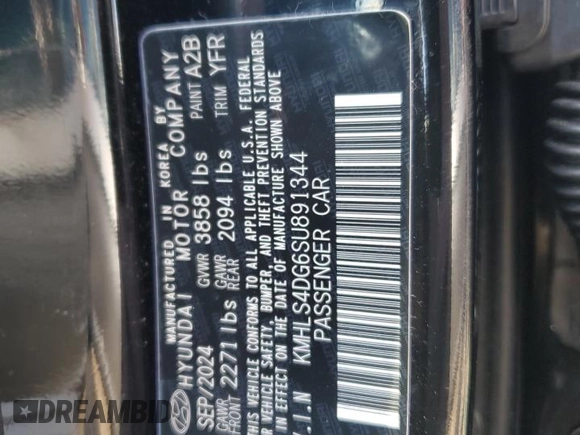 MANUFACTURED IN KOREA BY
HYUNDAI MOTOR COMPANY
SEP/2024 GVWR 3858 lbs PAINT A2B
GAWR FRONT 2271 lbs GAWR REAR 2094 lbs TRIM YFR
THIS VEHICLE CONFORMS TO ALL APPLICABLE U.S.A. FEDERAL
VEHICLE SAFETY, BUMPER, AND THEFT PREVENTION STANDARDS
IN EFFECT ON THE DATE OF MANUFACTURE SHOWN ABOVE
V.I.N KMHLS4DG6SU891344
PASSENGER CAR
DREAMBID